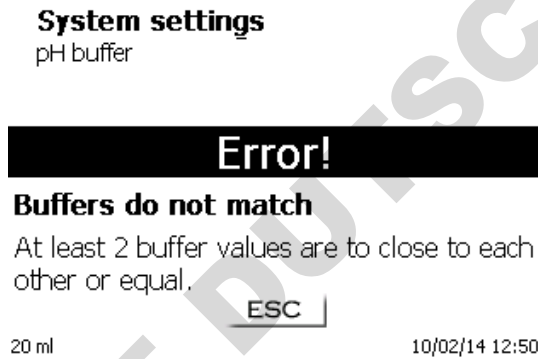 System settings
pH buffer
Error!
Buffers do not match
At least 2 buffer values are to close to each
other or equal.
ESC
20 ml 10/02/14 12:50